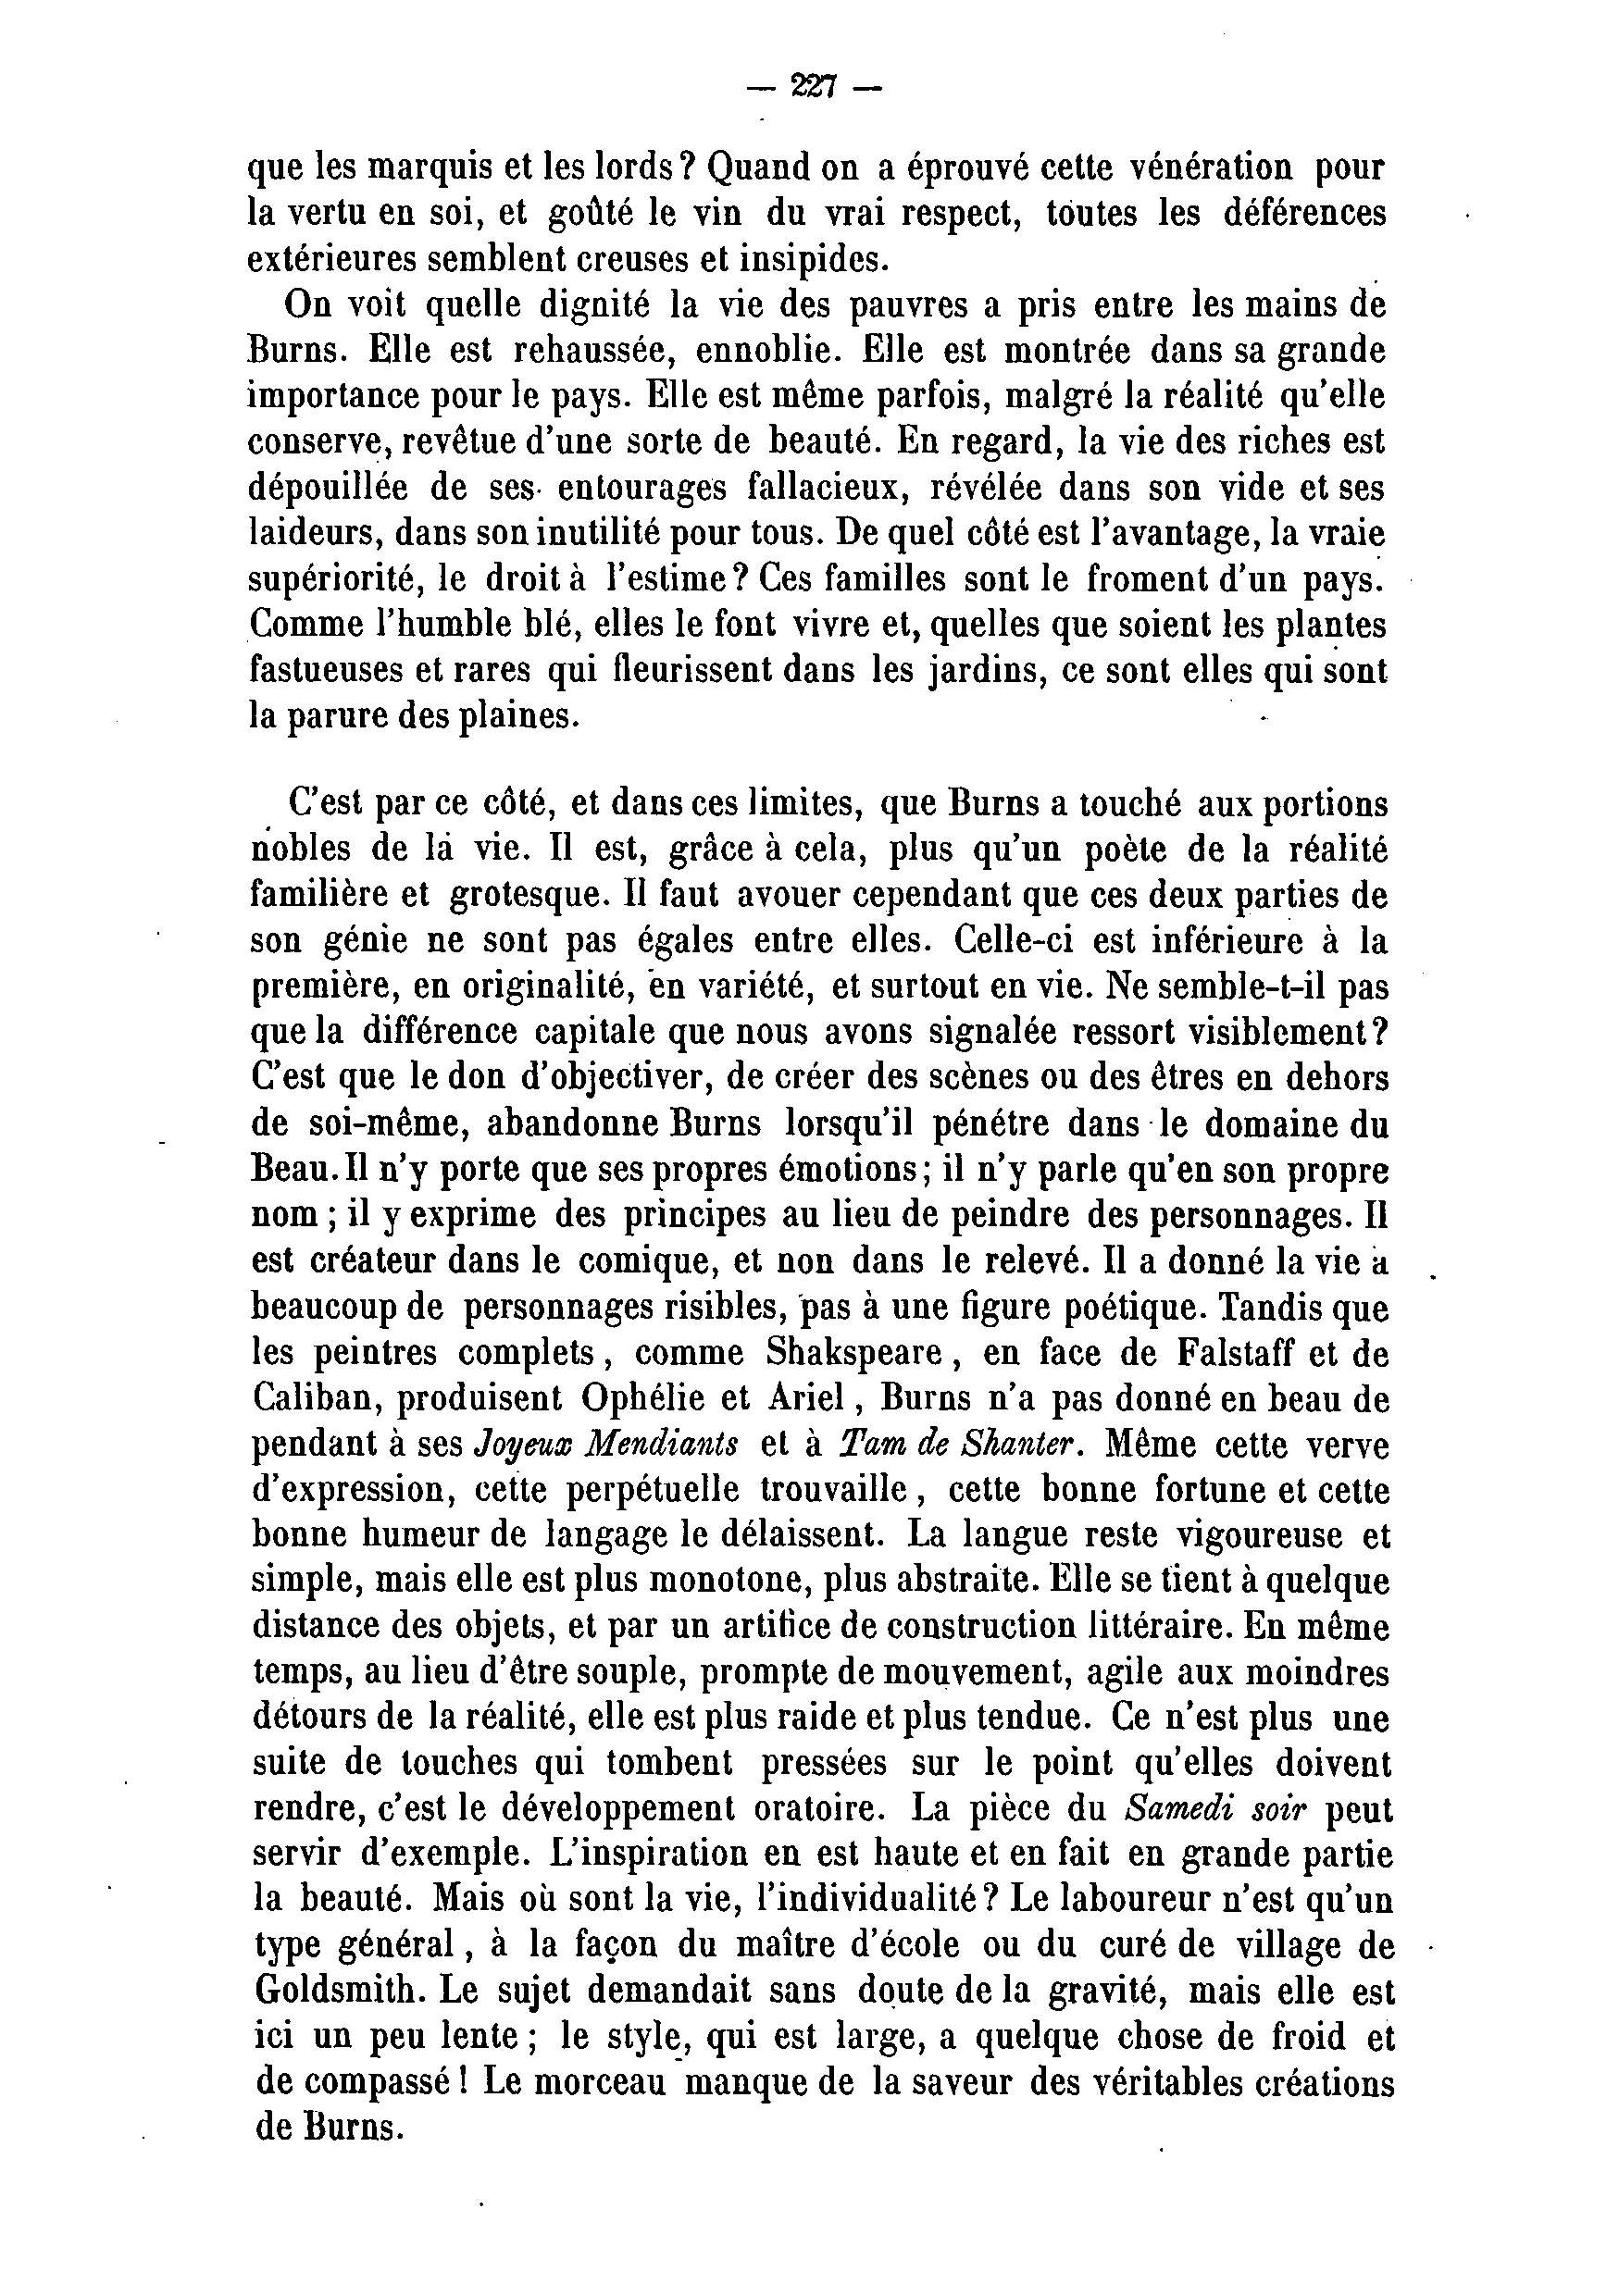 — 227 —
que les marquis et les lords ? Quand on a éprouvé cette vénération pour
la vertu en soi, et goûté le vin du vrai respect, toutes les déférences
extérieures semblent creuses et insipides.
On voit quelle dignité la vie des pauvres a pris entre les mains de
Burns. Elle est rehaussée, ennoblie. Elle est montrée dans sa grande
importance pour le pays. Elle est même parfois, malgré la réalité qu'elle
conserve, revêtue d'une sorte de beauté. En regard, la vie des riches est
dépouillée de ses entourages fallacieux, révélée dans son vide et ses
laideurs, dans son inutilité pour tous. De quel côté est l'avantage, la vraie
supériorité, le droit à l'estime ? Ces familles sont le froment d'un pays.
Comme l'humble blé, elles le font vivre et, quelles que soient les plantes
fastueuses et rares qui fleurissent dans les jardins, ce sont elles qui sont
la parure des plaines.
C'est par ce côté, et dans ces limites, que Burns a touché aux portions
nobles de la vie. Il est, grâce à cela, plus qu'un poète de la réalité
familière et grotesque. Il faut avouer cependant que ces deux parties de
son génie ne sont pas égales entre elles. Celle-ci est inférieure à la
première, en originalité, en variété, et surtout en vie. Ne semble-t-il pas
que la différence capitale que nous avons signalée ressort visiblement ?
C'est que le don d'objectiver, de créer des scènes ou des êtres en dehors
de soi-même, abandonne Burns lorsqu'il pénétre dans le domaine du
Beau. Il n'y porte que ses propres émotions ; il n'y parle qu'en son propre
nom ; il y exprime des principes au lieu de peindre des personnages. Il
est créateur dans le comique, et non dans le relevé. Il a donné la vie à
beaucoup de personnages risibles, pas à une figure poétique. Tandis que
les peintres complets, comme Shakspeare, en face de Falstaff et de
Caliban, produisent Ophélie et Ariel, Burns n'a pas donné en beau de
pendant à ses Joyeux Mendiants et à Tam de Shanter. Même cette verve
d'expression, cette perpétuelle trouvaille, cette bonne fortune et cette
bonne humeur de langage le délaissent. La langue reste vigoureuse et
simple, mais elle est plus monotone, plus abstraite. Elle se tient à quelque
distance des objets, et par un artifice de construction littéraire. En même
temps, au lieu d'être souple, prompte de mouvement, agile aux moindres
détours de la réalité, elle est plus raide et plus tendue. Ce n'est plus une
suite de touches qui tombent pressées sur le point qu'elles doivent
rendre, c'est le développement oratoire. La pièce du Samedi soir peut
servir d'exemple. L'inspiration en est haute et en fait en grande partie
la beauté. Mais où sont la vie, l'individualité ? Le laboureur n'est qu'un
type général, à la façon du maître d'école ou du curé de village de
Goldsmith. Le sujet demandait sans doute de la gravité, mais elle est
ici un peu lente ; le style, qui est large, a quelque chose de froid et
de compassé ! Le morceau manque de la saveur des véritables créations
de Burns.